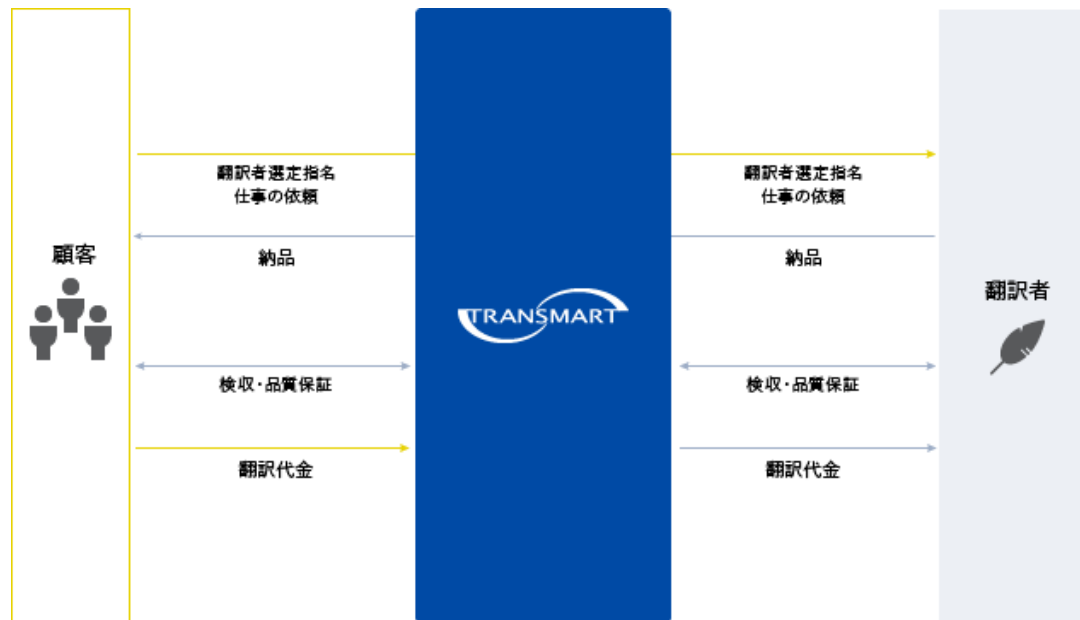 翻訳者選定指名
仕事の依頼
翻訳者選定指名
仕事の依頼
顧客
納品
納品
翻訳者
TRANSMART
検収・品質保証
検収・品質保証
翻訳代金
翻訳代金